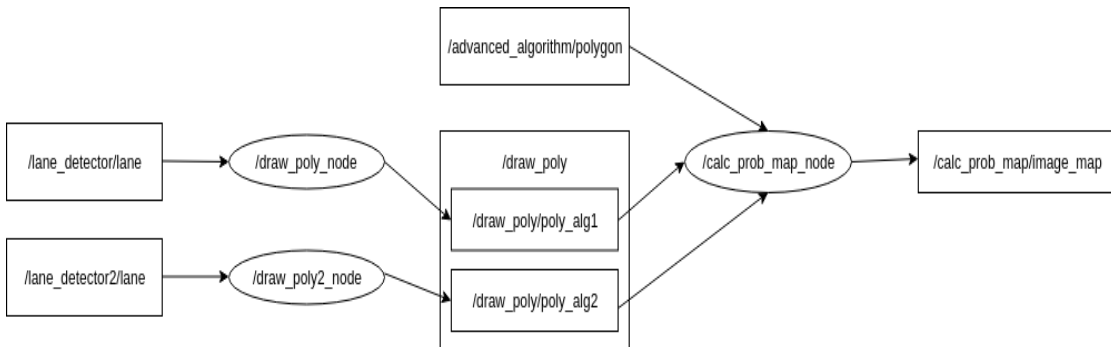 /advanced_algorithm/polygon
/lane_detector/lane
/draw_poly_node
/draw_poly
/calc_prob_map_node
/calc_prob_map/image_map
/draw_poly/poly_alg1
/lane_detector2/lane
/draw_poly2_node
/draw_poly/poly_alg2